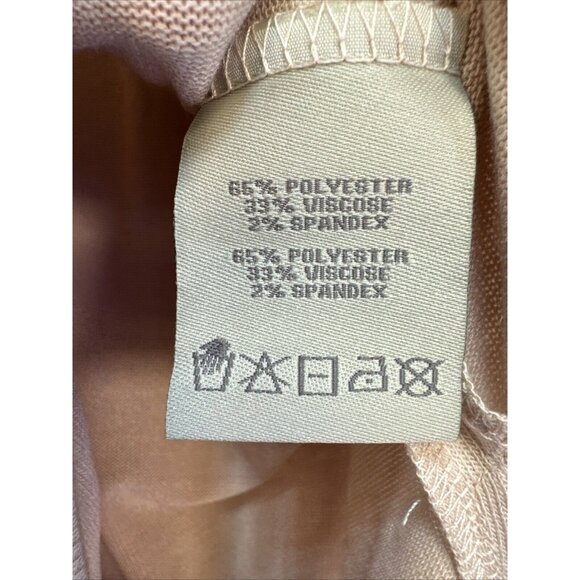 65% POLYESTER
33% VISCOSE
2% SPANDEX
65% POLYESTER
33% VISCOSE
2% SPANDEX